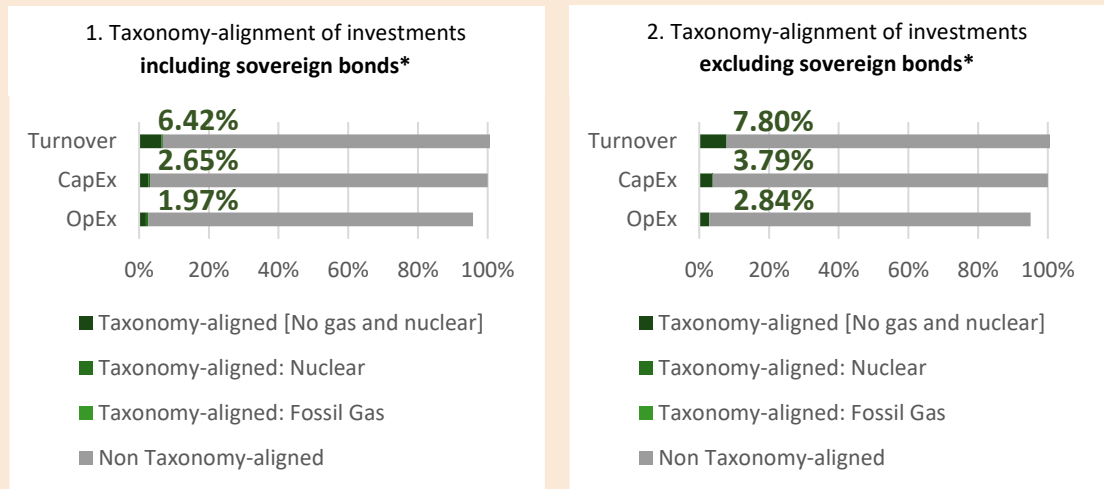 1. Taxonomy-alignment of investments
including sovereign bonds*
6.42%
Turnover
2.65%
CapEx
1.97%
OpEx
0% 20% 40% 60% 80% 100%
Taxonomy-aligned [No gas and nuclear]
Taxonomy-aligned: Nuclear
Taxonomy-aligned: Fossil Gas
Non Taxonomy-aligned
2. Taxonomy-alignment of investments
excluding sovereign bonds*
7.80%
Turnover
3.79%
CapEx
2.84%
OpEx
0% 20% 40% 60% 80% 100%
Taxonomy-aligned [No gas and nuclear]
Taxonomy-aligned: Nuclear
Taxonomy-aligned: Fossil Gas
Non Taxonomy-aligned